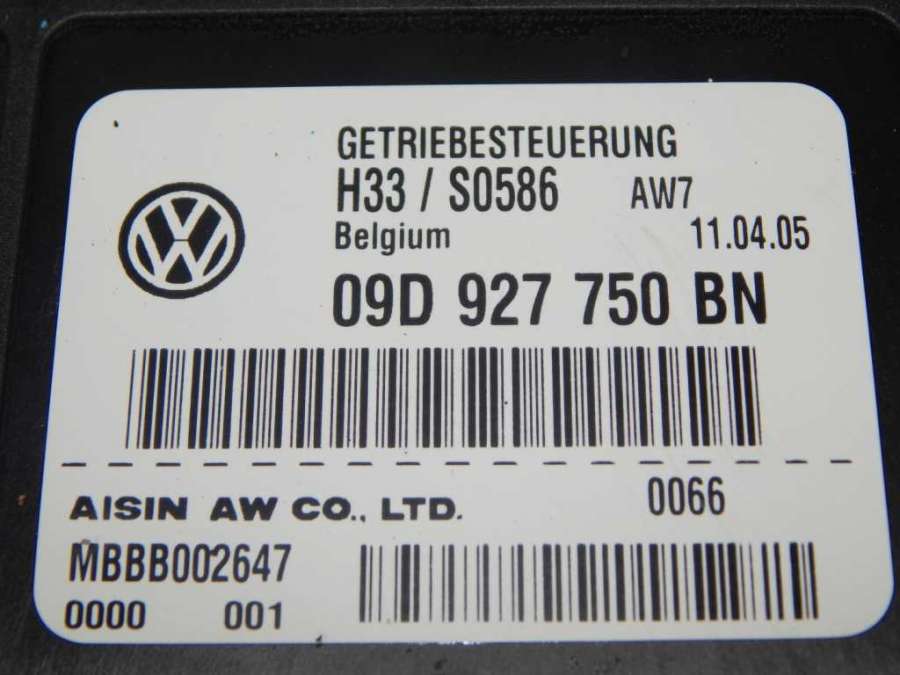 GETRIEBESTEUERUNG
H33 / S0586 AW7
Belgium 11.04.05
09D 927 750 BN
AISIN AW CO., LTD. 0066
MBBB002647
0000 001